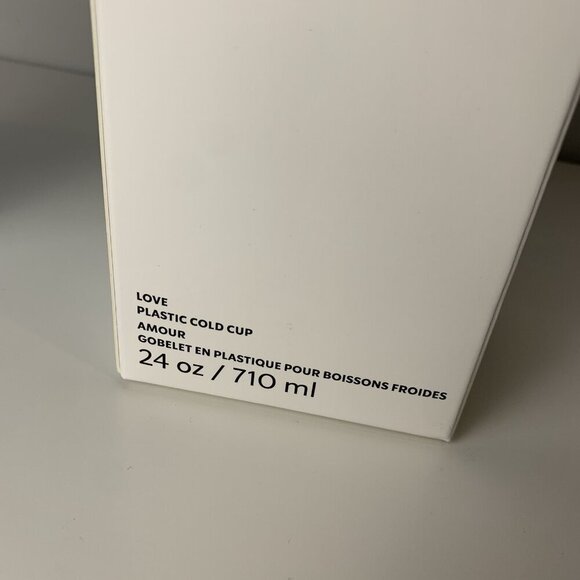 LOVE
PLASTIC COLD CUP
AMOUR
GOBELET EN PLASTIQUE POUR BOISSONS FROIDES
24 oz / 710 ml